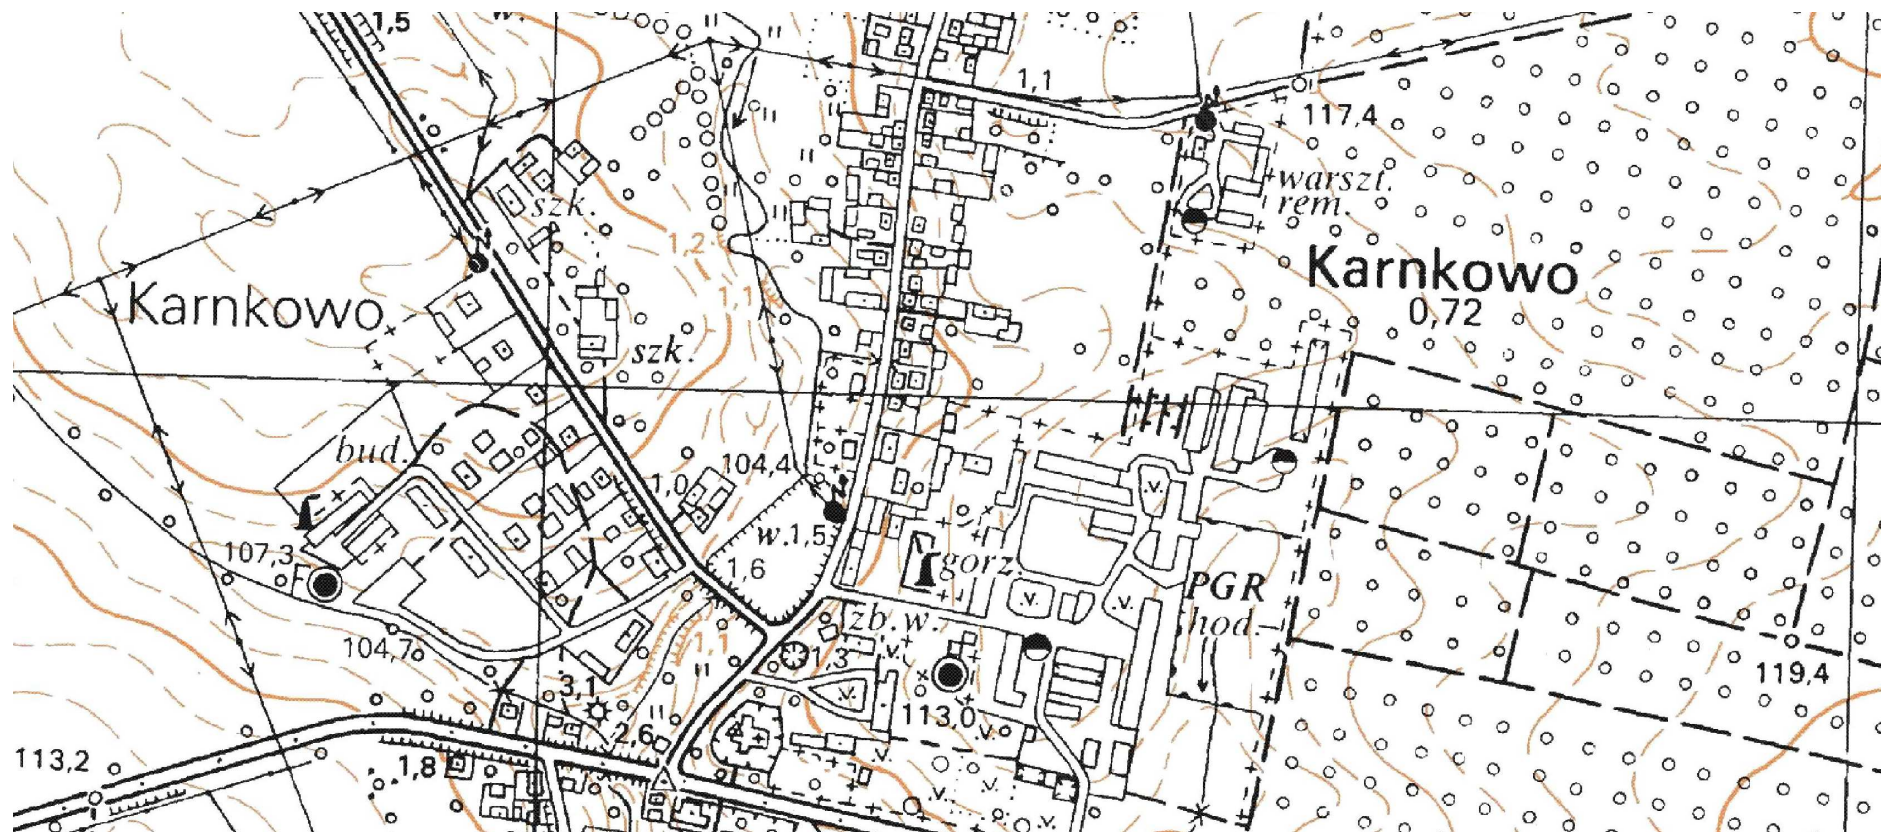 1,5
w.
1,1
117,4
warszt.
rem.
szk.
1,2
1,1
Karnkowo
0,72
Karnkowo
szk.
bud.
104,4
1,0
w.1,5
1,6
gorz.
107,3
PGR
hod.
zb.w.
104,7
1,1
1,3
119,4
3,1
113,0
2,6
113,2
1,8